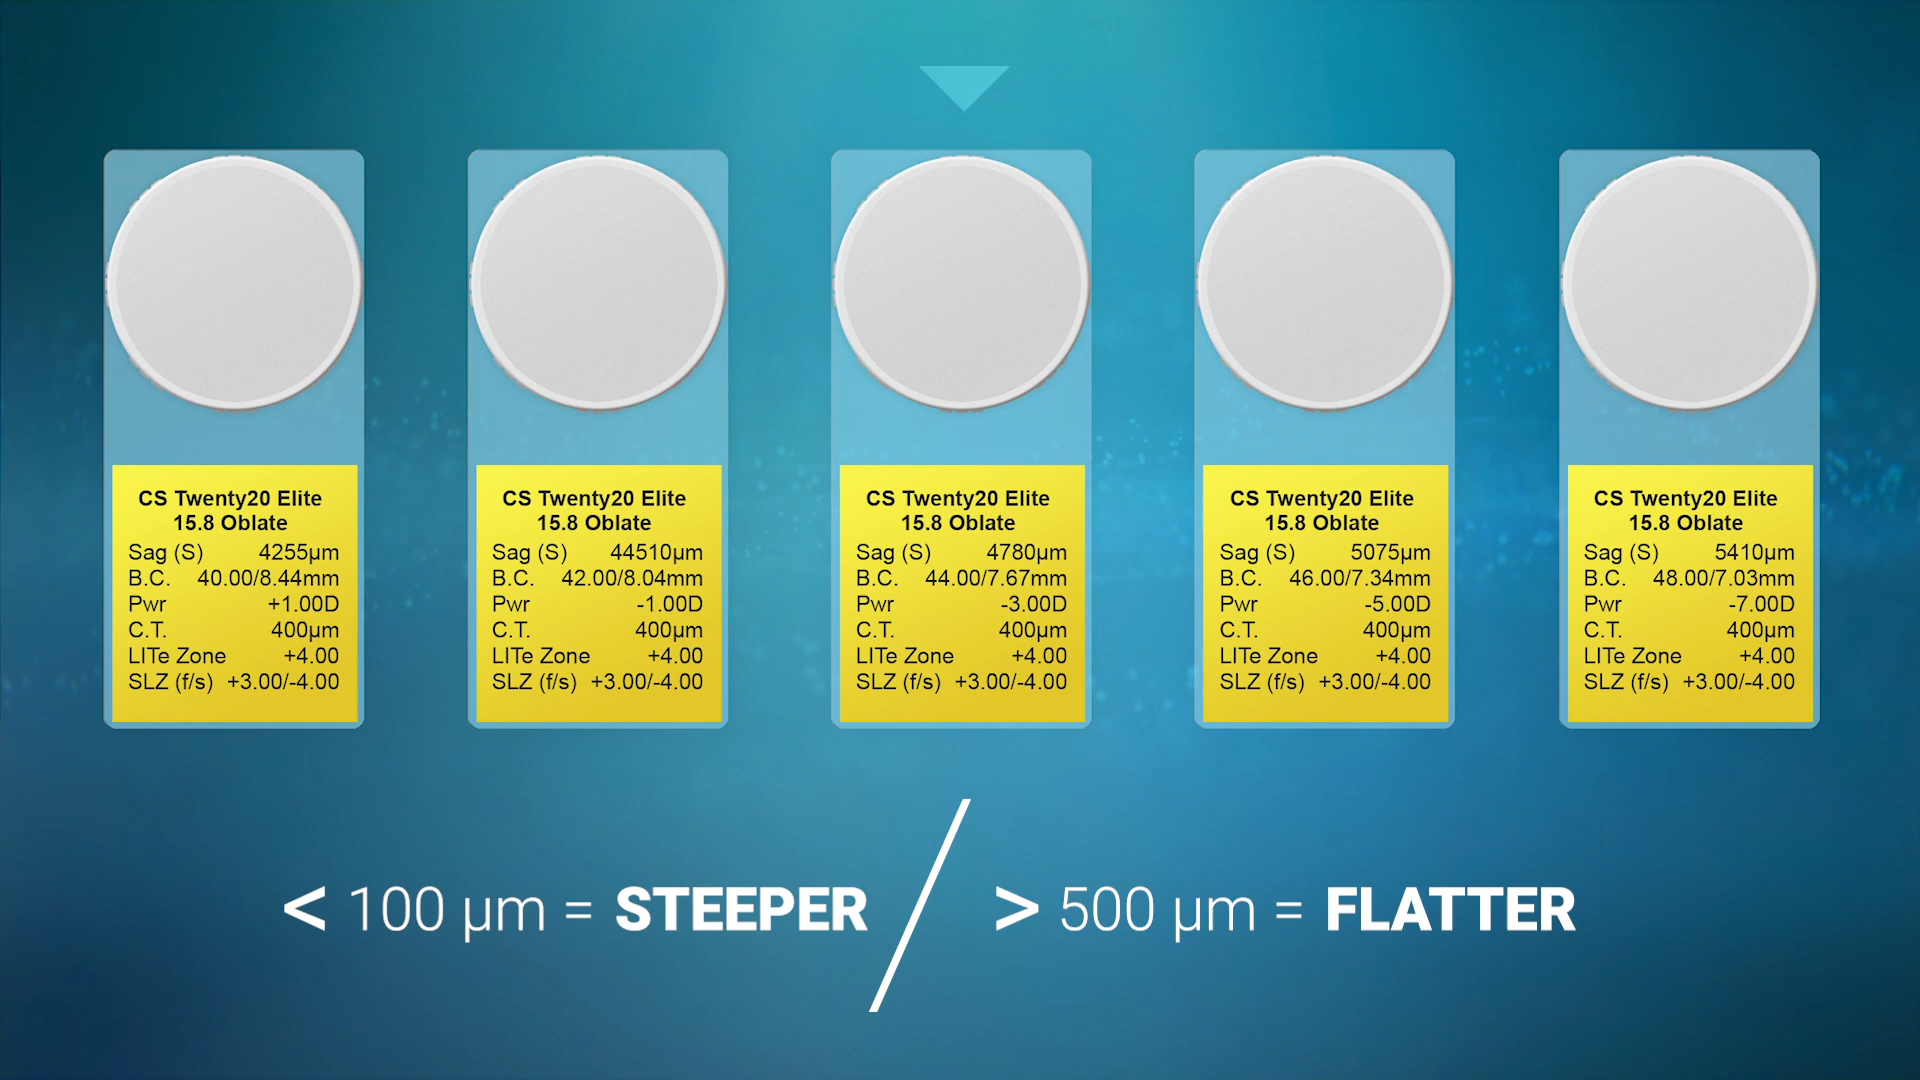 CS Twenty20 Elite
15.8 Oblate
Sag (S) 4255µm
B.C. 40.00/8.44mm
Pwr +1.00D
C.T. 400µm
LITe Zone +4.00
SLZ (f/s) +3.00/-4.00
CS Twenty20 Elite
15.8 Oblate
Sag (S) 44510µm
B.C. 42.00/8.04mm
Pwr -1.00D
C.T. 400µm
LITe Zone +4.00
SLZ (f/s) +3.00/-4.00
CS Twenty20 Elite
15.8 Oblate
Sag (S) 4780µm
B.C. 44.00/7.67mm
Pwr -3.00D
C.T. 400µm
LITe Zone +4.00
SLZ (f/s) +3.00/-4.00
CS Twenty20 Elite
15.8 Oblate
Sag (S) 5075µm
B.C. 46.00/7.34mm
Pwr -5.00D
C.T. 400µm
LITe Zone +4.00
SLZ (f/s) +3.00/-4.00
CS Twenty20 Elite
15.8 Oblate
Sag (S) 5410µm
B.C. 48.00/7.03mm
Pwr -7.00D
C.T. 400µm
LITe Zone +4.00
SLZ (f/s) +3.00/-4.00
< 100 µm = STEEPER / > 500 µm = FLATTER